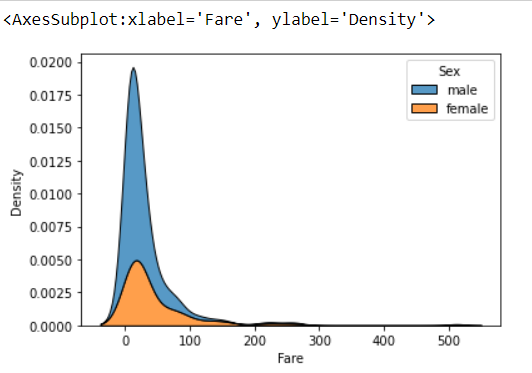 <AxesSubplot:xlabel='Fare', ylabel='Density'>
Sex
male
female
Density
0.0200
0.0175
0.0150
0.0125
0.0100
0.0075
0.0050
0.0025
0.0000
0 100 200 300 400 500
Fare